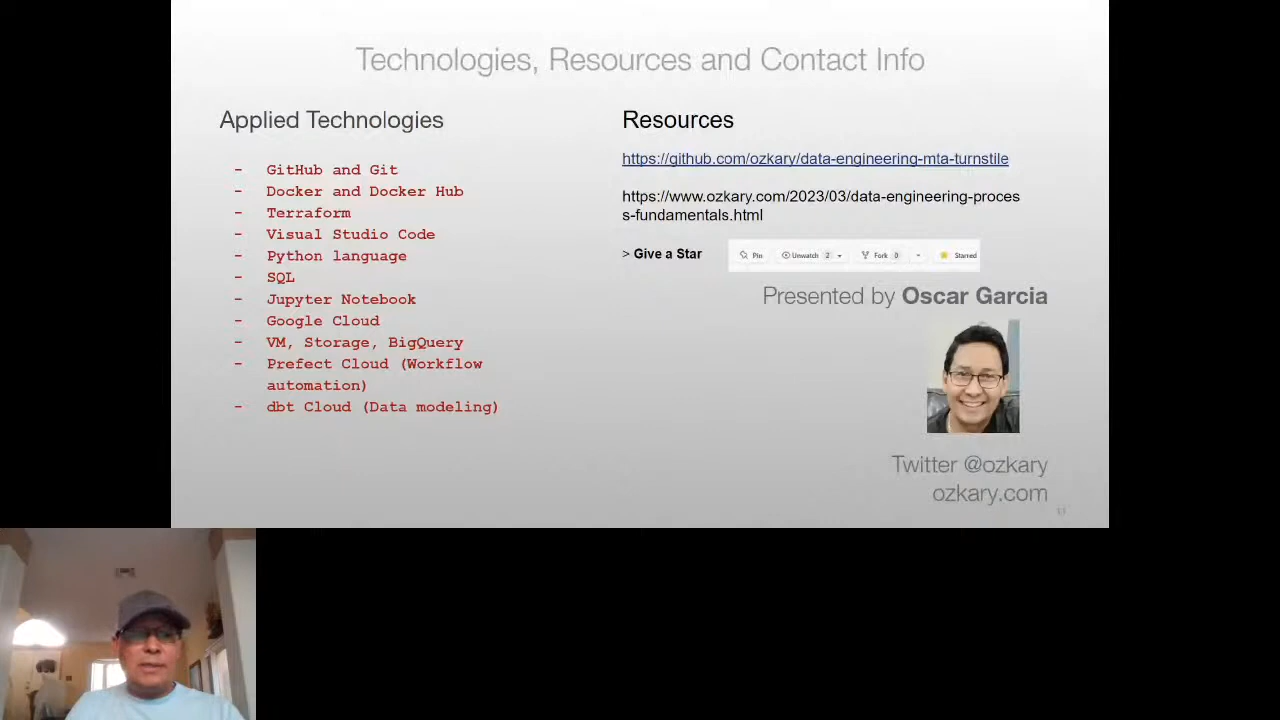 Technologies, Resources and Contact Info
Applied Technologies
- GitHub and Git
- Docker and Docker Hub
- Terraform
- Visual Studio Code
- Python language
- SQL
- Jupyter Notebook
- Google Cloud
- VM, Storage, BigQuery
- Prefect Cloud (Workflow
automation)
- dbt Cloud (Data modeling)
Resources
https://github.com/ozkary/data-engineering-mta-turnstile
https://www.ozkary.com/2023/03/data-engineering-proces
s-fundamentals.html
> Give a Star
Pin Unwatch 2 Fork 0 Starred
Presented by Oscar Garcia
Twitter @ozkary
ozkary.com